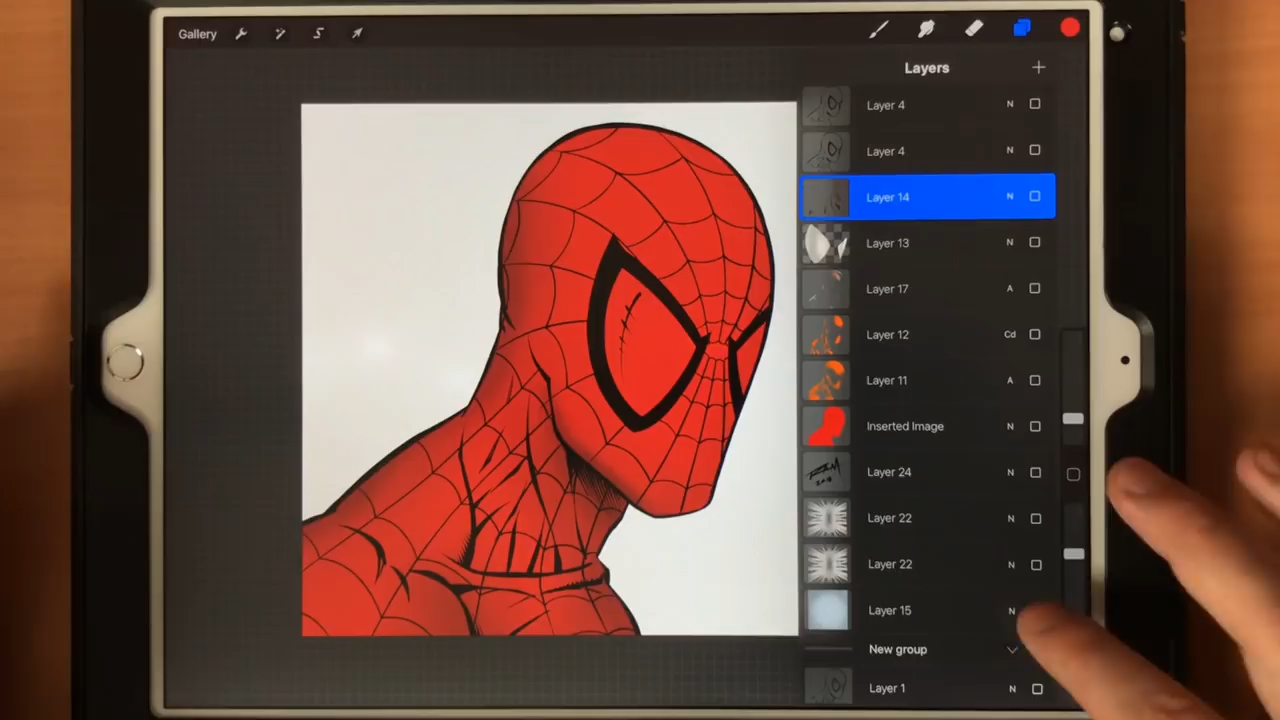 Gallery
Layers
Layer 4 N
Layer 4 N
Layer 14 N
Layer 13 N
Layer 17 A
Layer 12 Cd
Layer 11 A
Inserted Image N
Layer 24 N
Layer 22 N
Layer 22 N
Layer 15 N
New group
Layer 1 N